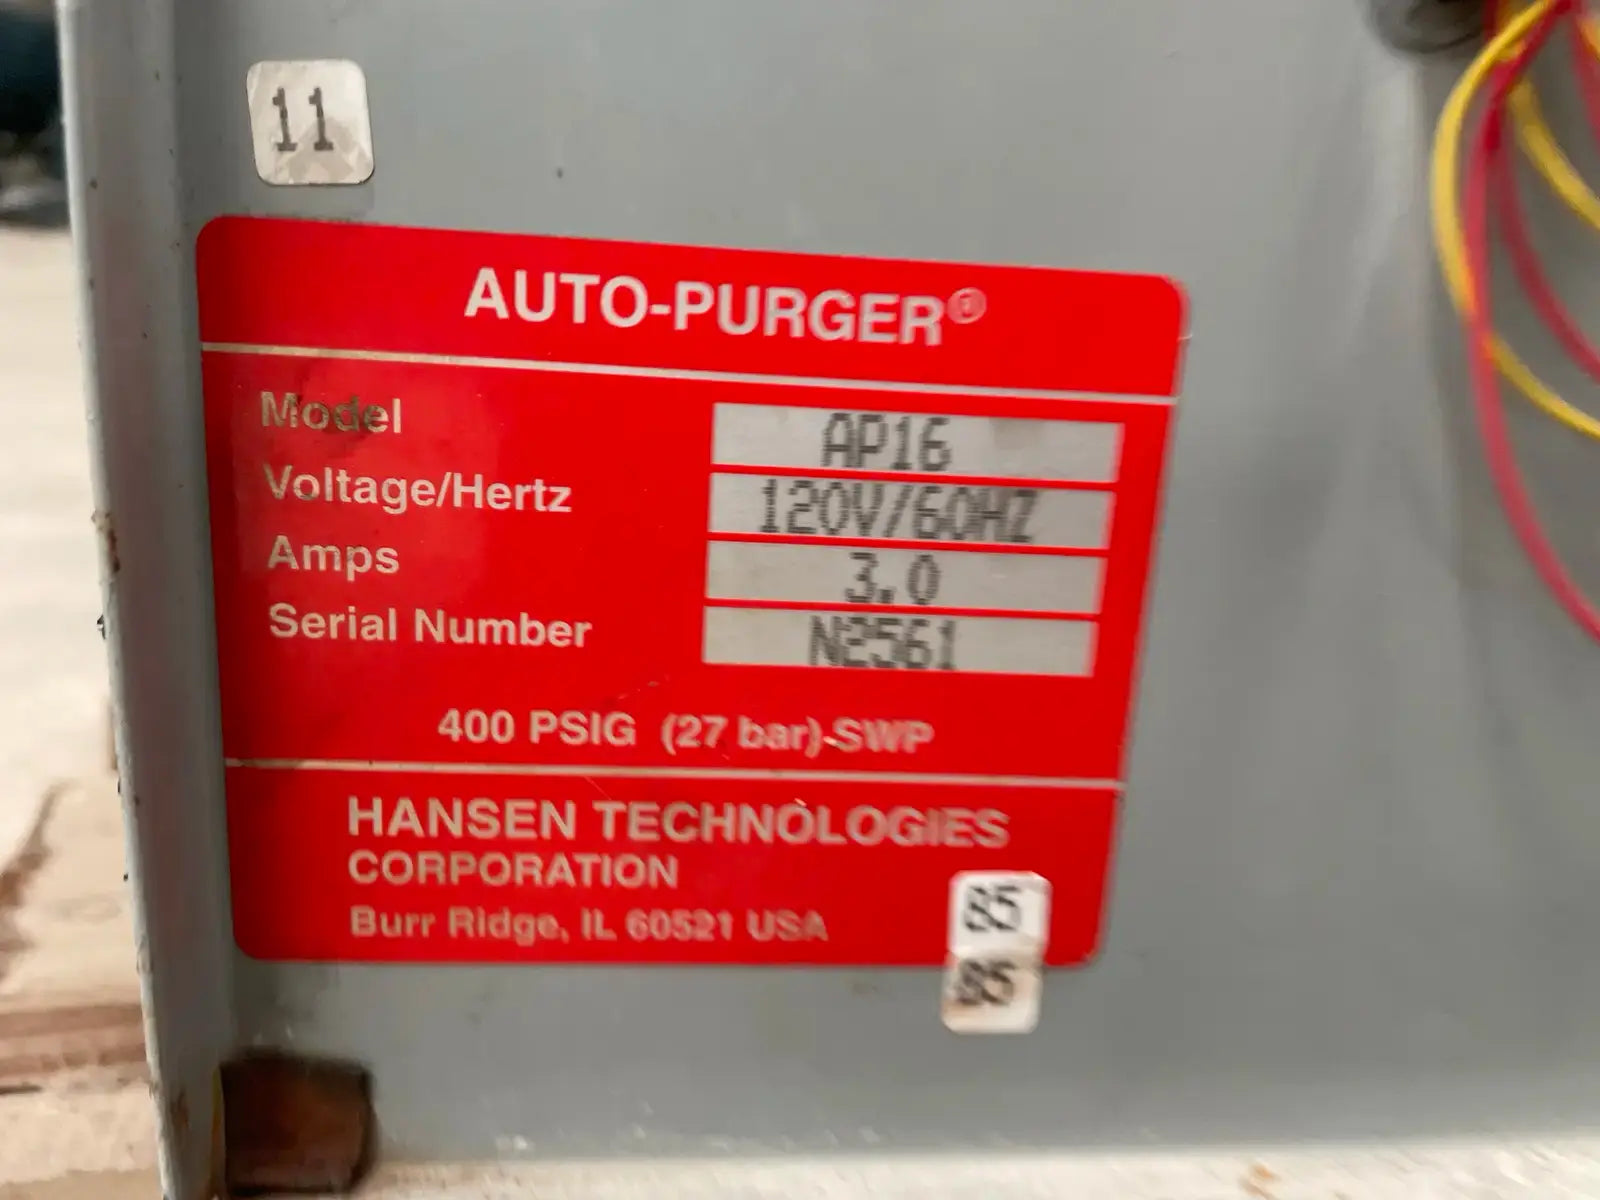 11
AUTO-PURGER®
Model AP16
Voltage/Hertz 120V/60HZ
Amps 3.0
Serial Number N2561
400 PSIG (27 bar)-SWP
HANSEN TECHNOLOGIES
CORPORATION
Burr Ridge, IL 60521 USA
85
85